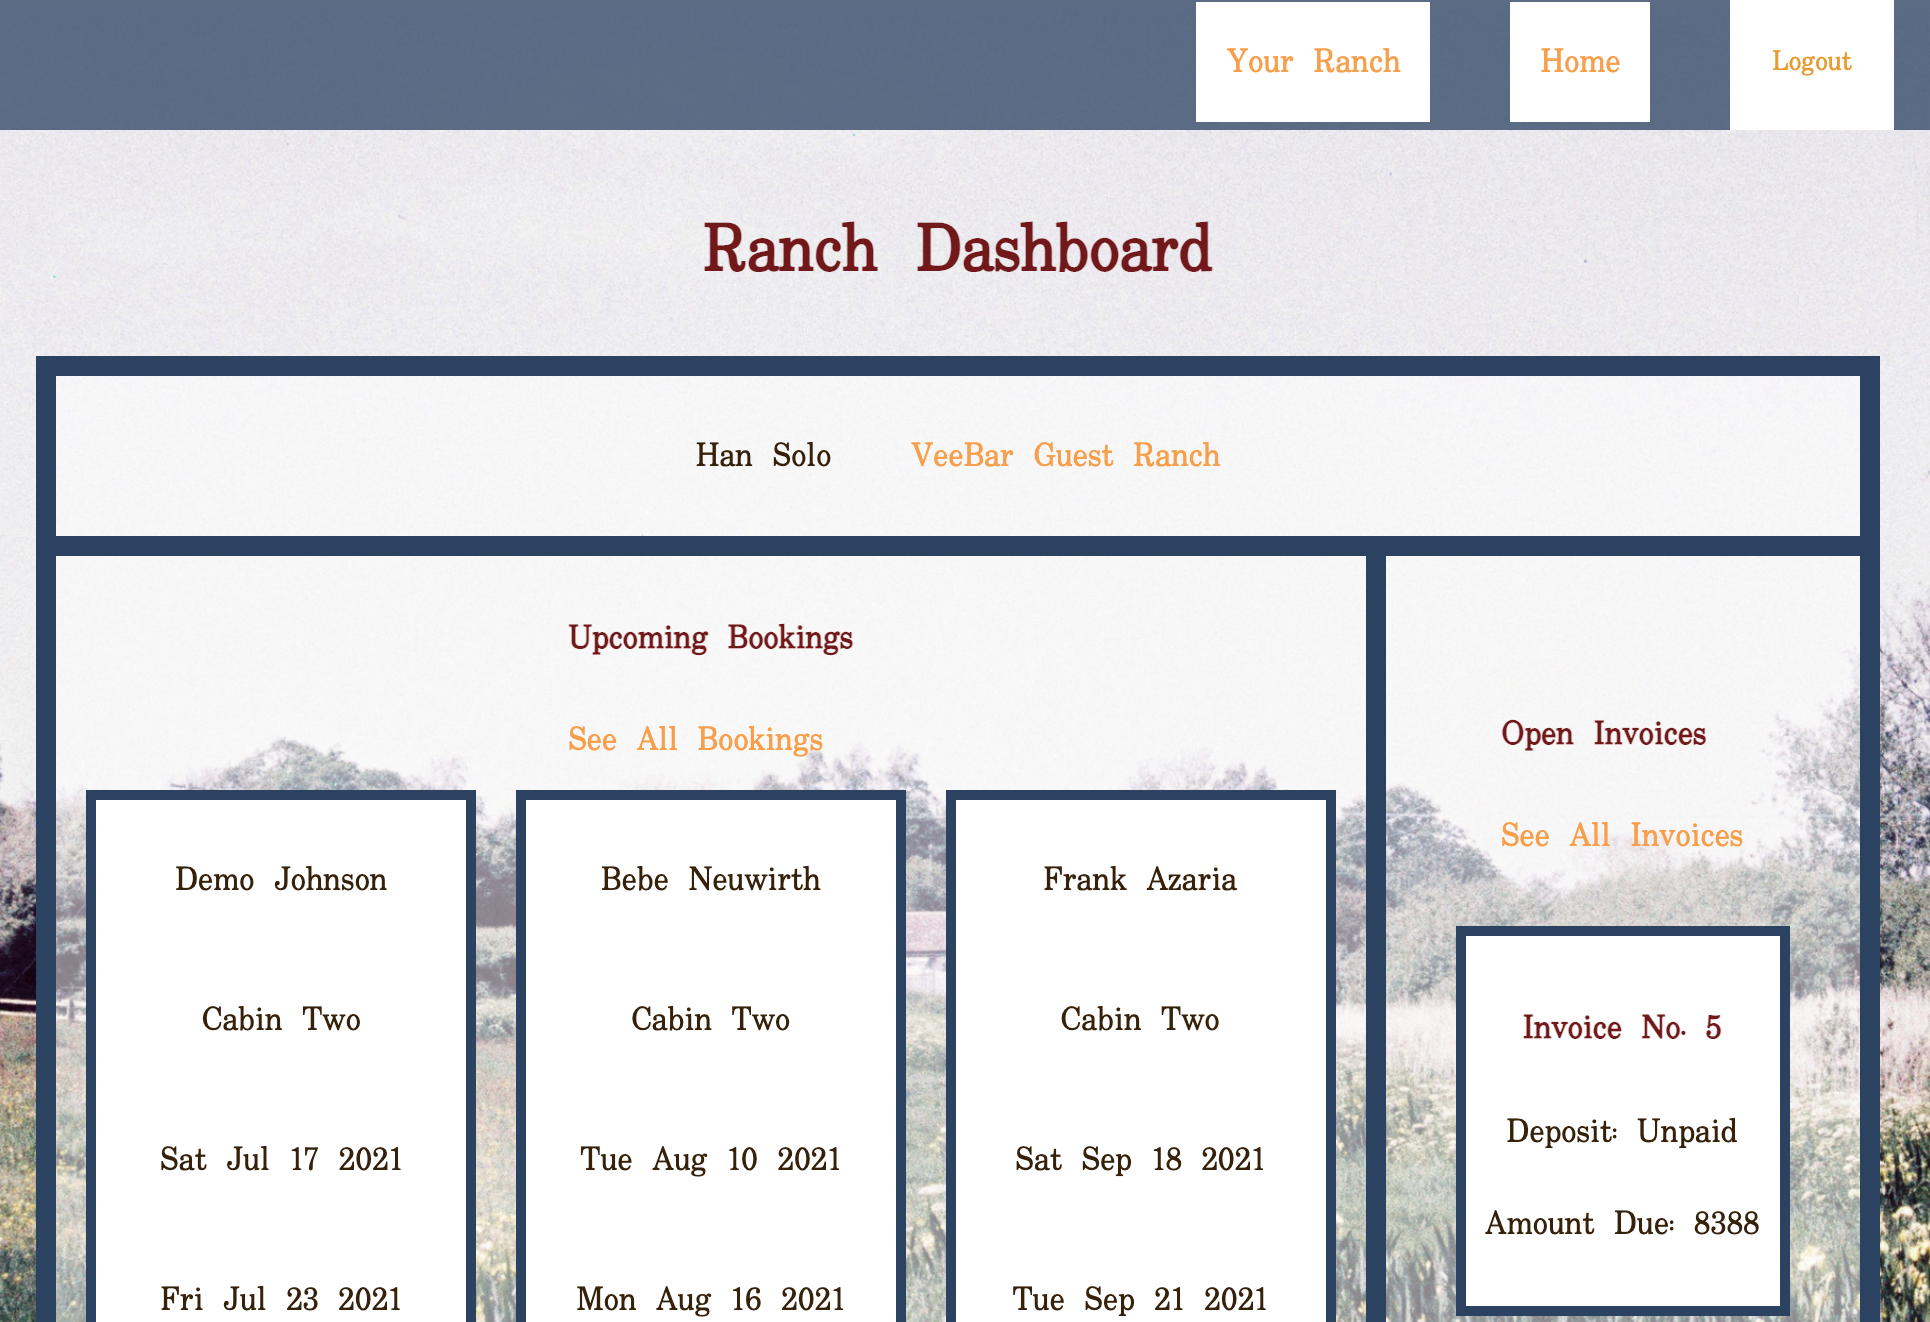 Your Ranch
Home
Logout
Ranch Dashboard
Han Solo
VeeBar Guest Ranch
Upcoming Bookings
See All Bookings
Demo Johnson
Cabin Two
Sat Jul 17 2021
Fri Jul 23 2021
Bebe Neuwirth
Cabin Two
Tue Aug 10 2021
Mon Aug 16 2021
Frank Azaria
Cabin Two
Sat Sep 18 2021
Tue Sep 21 2021
Open Invoices
See All Invoices
Invoice No. 5
Deposit: Unpaid
Amount Due: 8388